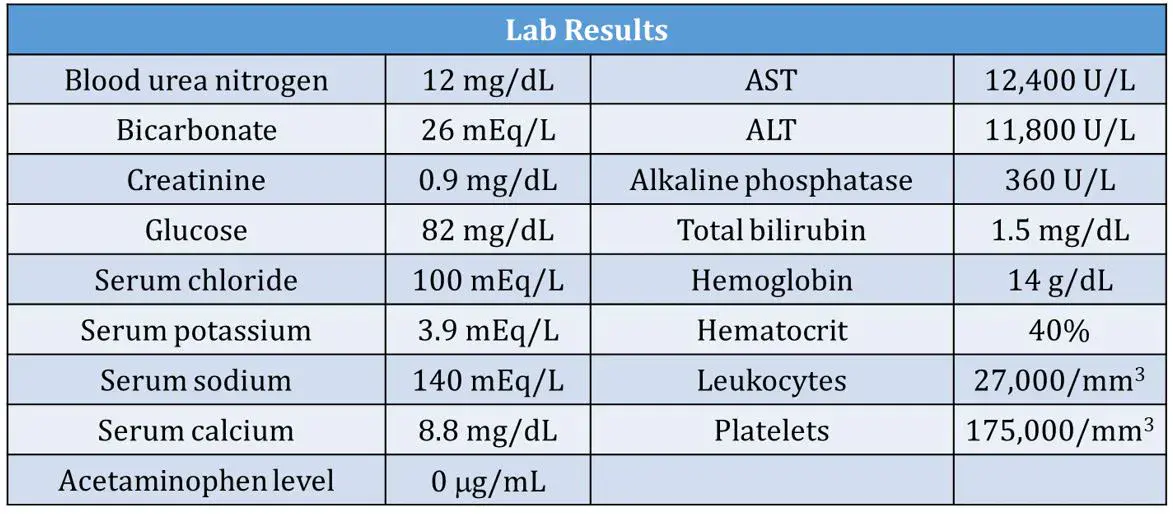 Lab Results
Blood urea nitrogen 12 mg/dL AST 12,400 U/L
Bicarbonate 26 mEq/L ALT 11,800 U/L
Creatinine 0.9 mg/dL Alkaline phosphatase 360 U/L
Glucose 82 mg/dL Total bilirubin 1.5 mg/dL
Serum chloride 100 mEq/L Hemoglobin 14 g/dL
Serum potassium 3.9 mEq/L Hematocrit 40%
Serum sodium 140 mEq/L Leukocytes 27,000/mm³
Serum calcium 8.8 mg/dL Platelets 175,000/mm³
Acetaminophen level 0 μg/mL